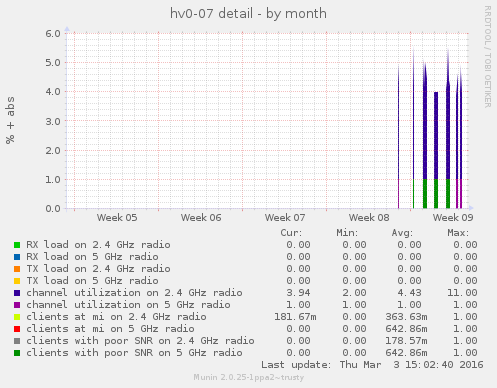 hv0-07 detail - by month
RRDTOOL / TOBI OETIKER
% + abs
6.0
5.0
4.0
3.0
2.0
1.0
0.0
Week 05 Week 06 Week 07 Week 08 Week 09
Cur: Min: Avg: Max:
RX load on 2.4 GHz radio 0.00 0.00 0.00 0.00
RX load on 5 GHz radio 0.00 0.00 0.00 0.00
TX load on 2.4 GHz radio 0.00 0.00 0.00 0.00
TX load on 5 GHz radio 0.00 0.00 0.00 0.00
channel utilization on 2.4 GHz radio 3.94 2.00 4.43 11.00
channel utilization on 5 GHz radio 1.00 1.00 1.00 1.00
clients at mi on 2.4 GHz radio 181.67m 0.00 363.63m 1.00
clients at mi on 5 GHz radio 0.00 0.00 642.86m 1.00
clients with poor SNR on 2.4 GHz radio 0.00 0.00 178.57m 1.00
clients with poor SNR on 5 GHz radio 0.00 0.00 642.86m 1.00
Last update: Thu Mar 3 15:02:40 2016
Munin 2.0.25-1ppa2~trusty